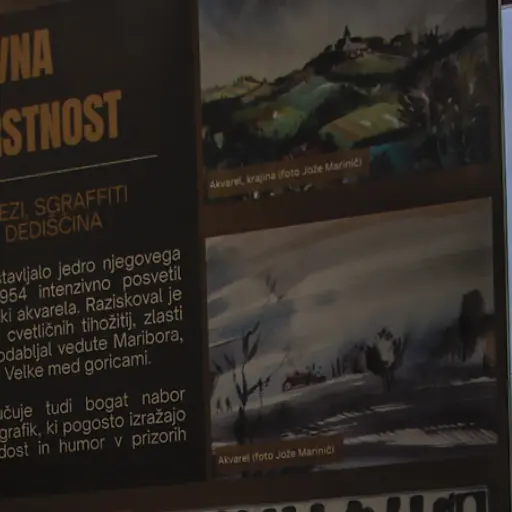 VNA
STNOST
EZI, SGRAFFITI
DEDIŠČINA
stavljalo jedro njegovega
954 intenzivno posvetil
ki akvarela. Raziskoval je
cvetličnih tihožitij, zlasti
odabljal vedute Maribora,
Velke med goricami.
učuje tudi bogat nabor
grafik, ki pogosto izražajo
dost in humor v prizorih
Akvarel, krajina (foto Jože Marinič)
Akvarel (foto Jože Marinič)